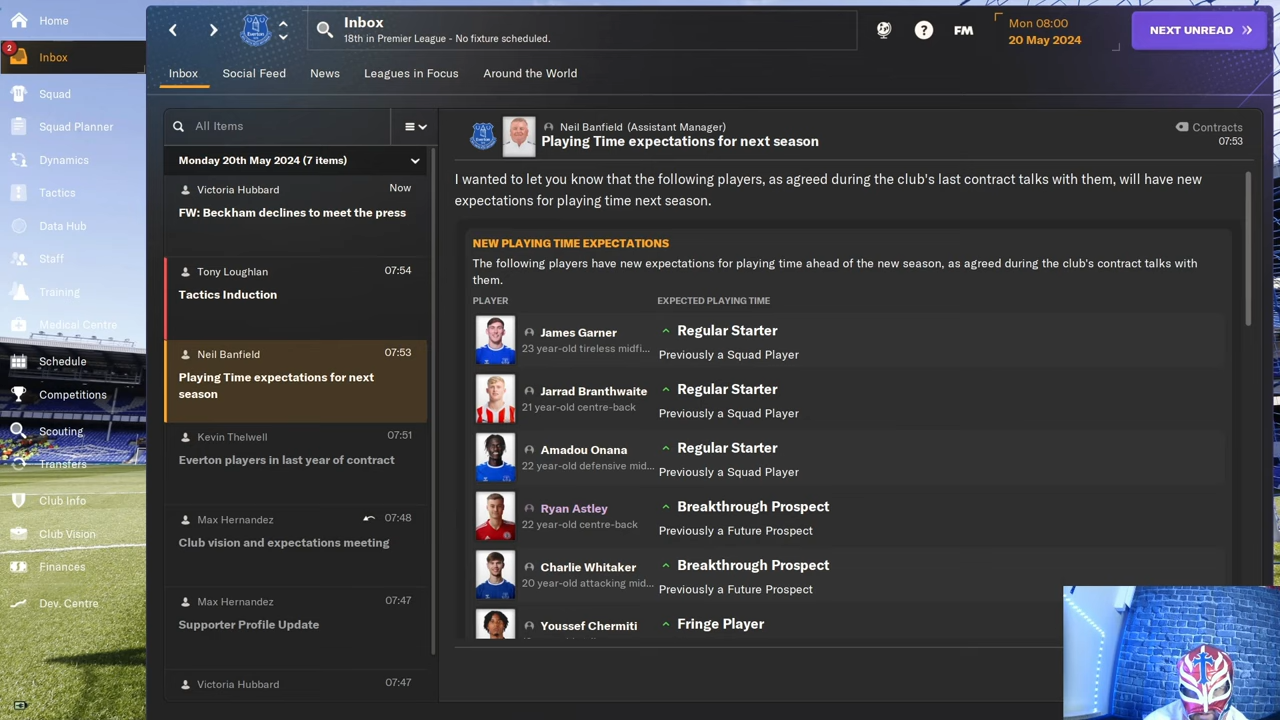 Home
2
Inbox
Squad
Squad Planner
Dynamics
Tactics
Data Hub
Staff
Training
Medical Centre
Schedule
Competitions
Scouting
Transfers
Club Info
Club Vision
Finances
Dev. Centre
Everton
Inbox
18th in Premier League - No fixture scheduled.
?
FM
Mon 08:00
20 May 2024
NEXT UNREAD
Inbox
Social Feed
News
Leagues in Focus
Around the World
All Items
Monday 20th May 2024 (7 items)
Victoria Hubbard
Now
FW: Beckham declines to meet the press
Tony Loughlan
07:54
Tactics Induction
Neil Banfield
07:53
Playing Time expectations for next
season
Kevin Thelwell
07:51
Everton players in last year of contract
Max Hernandez
07:48
Club vision and expectations meeting
Max Hernandez
07:47
Supporter Profile Update
Victoria Hubbard
07:47
Neil Banfield (Assistant Manager)
Playing Time expectations for next season
Contracts
07:53
I wanted to let you know that the following players, as agreed during the club's last contract talks with them, will have new
expectations for playing time next season.
NEW PLAYING TIME EXPECTATIONS
The following players have new expectations for playing time ahead of the new season, as agreed during the club's contract talks with
them.
PLAYER
EXPECTED PLAYING TIME
James Garner
23 year-old tireless midfi...
Regular Starter
Previously a Squad Player
Jarrad Branthwaite
21 year-old centre-back
Regular Starter
Previously a Squad Player
Amadou Onana
22 year-old defensive mid...
Regular Starter
Previously a Squad Player
Ryan Astley
22 year-old centre-back
Breakthrough Prospect
Previously a Future Prospect
Charlie Whitaker
20 year-old attacking mid...
Breakthrough Prospect
Previously a Future Prospect
Youssef Chermiti
Fringe Player